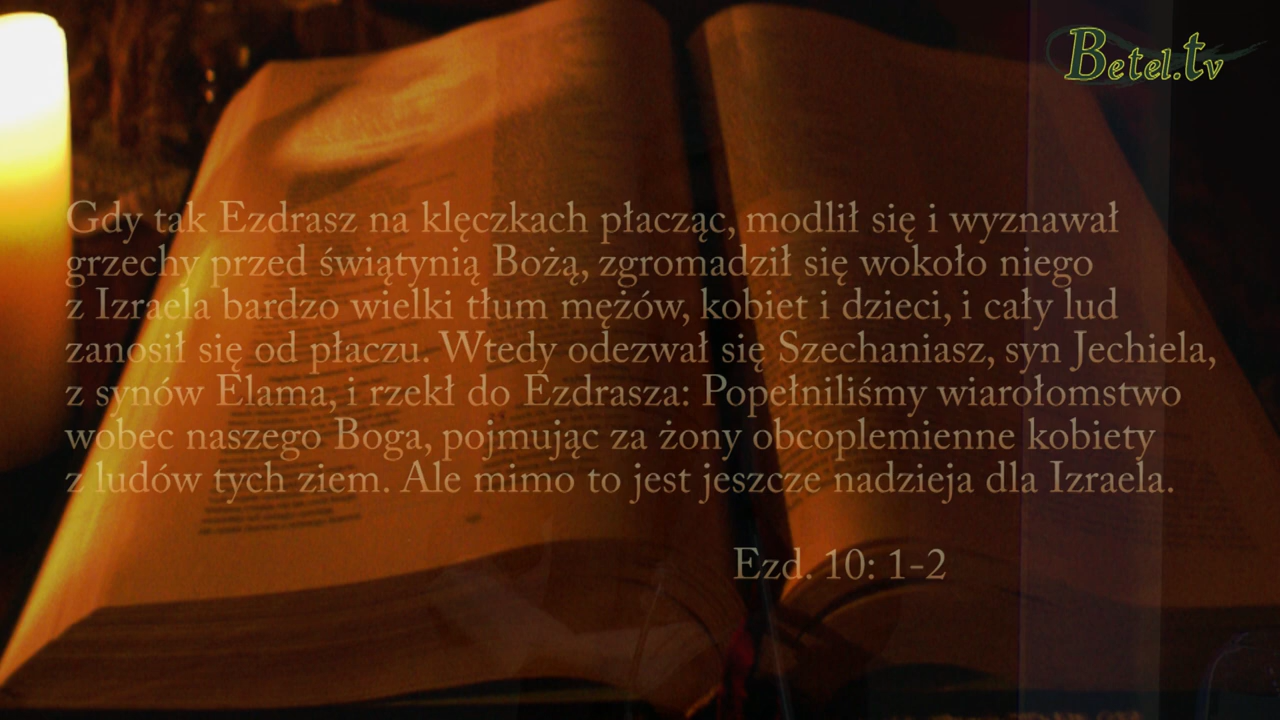 Betel.tv
Gdy tak Ezdrasz na klęczkach płacząc, modlił się i wyznawał
grzechy przed świątynią Bożą, zgromadził się wokoło niego
z Izraela bardzo wielki tłum mężów, kobiet i dzieci, i cały lud
zanosił się od płaczu. Wtedy odezwał się Szechaniasz, syn Jechiela,
z synów Elama, i rzekł do Ezdrasza: Popełniliśmy wiarołomstwo
wobec naszego Boga, pojmując za żony obcoplemienne kobiety
z ludów tych ziem. Ale mimo to jest jeszcze nadzieja dla Izraela.
Ezd. 10: 1-2